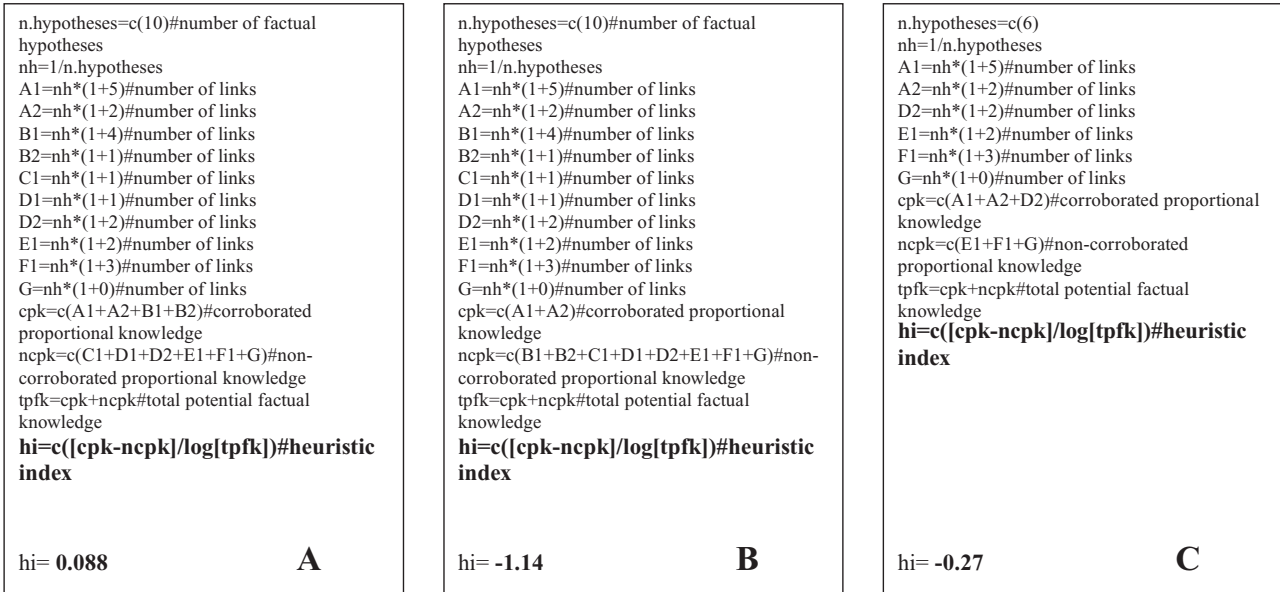 n.hypotheses=c(10)#number of factual
hypotheses
nh=1/n.hypotheses
A1=nh*(1+5)#number of links
A2=nh*(1+2)#number of links
B1=nh*(1+4)#number of links
B2=nh*(1+1)#number of links
C1=nh*(1+1)#number of links
D1=nh*(1+1)#number of links
D2=nh*(1+2)#number of links
E1=nh*(1+2)#number of links
F1=nh*(1+3)#number of links
G=nh*(1+0)#number of links
cpk=c(A1+A2+B1+B2)#corroborated
proportional knowledge
ncpk=c(C1+D1+D2+E1+F1+G)#non-
corroborated proportional knowledge
tpfk=cpk+ncpk#total potential factual
knowledge
hi=c([cpk-ncpk]/log[tpfk])#heuristic
index
hi= 0.088 A
n.hypotheses=c(10)#number of factual
hypotheses
nh=1/n.hypotheses
A1=nh*(1+5)#number of links
A2=nh*(1+2)#number of links
B1=nh*(1+4)#number of links
B2=nh*(1+1)#number of links
C1=nh*(1+1)#number of links
D1=nh*(1+1)#number of links
D2=nh*(1+2)#number of links
E1=nh*(1+2)#number of links
F1=nh*(1+3)#number of links
G=nh*(1+0)#number of links
cpk=c(A1+A2)#corroborated proportional
knowledge
ncpk=c(B1+B2+C1+D1+D2+E1+F1+G)#non-
corroborated proportional knowledge
tpfk=cpk+ncpk#total potential factual
knowledge
hi=c([cpk-ncpk]/log[tpfk])#heuristic
index
hi= -1.14 B
n.hypotheses=c(6)
nh=1/n.hypotheses
A1=nh*(1+5)#number of links
A2=nh*(1+2)#number of links
D2=nh*(1+2)#number of links
E1=nh*(1+2)#number of links
F1=nh*(1+3)#number of links
G=nh*(1+0)#number of links
cpk=c(A1+A2+D2)#corroborated proportional
knowledge
ncpk=c(E1+F1+G)#non-corroborated
proportional knowledge
tpfk=cpk+ncpk#total potential factual
knowledge
hi=c([cpk-ncpk]/log[tpfk])#heuristic
index
hi= -0.27 C